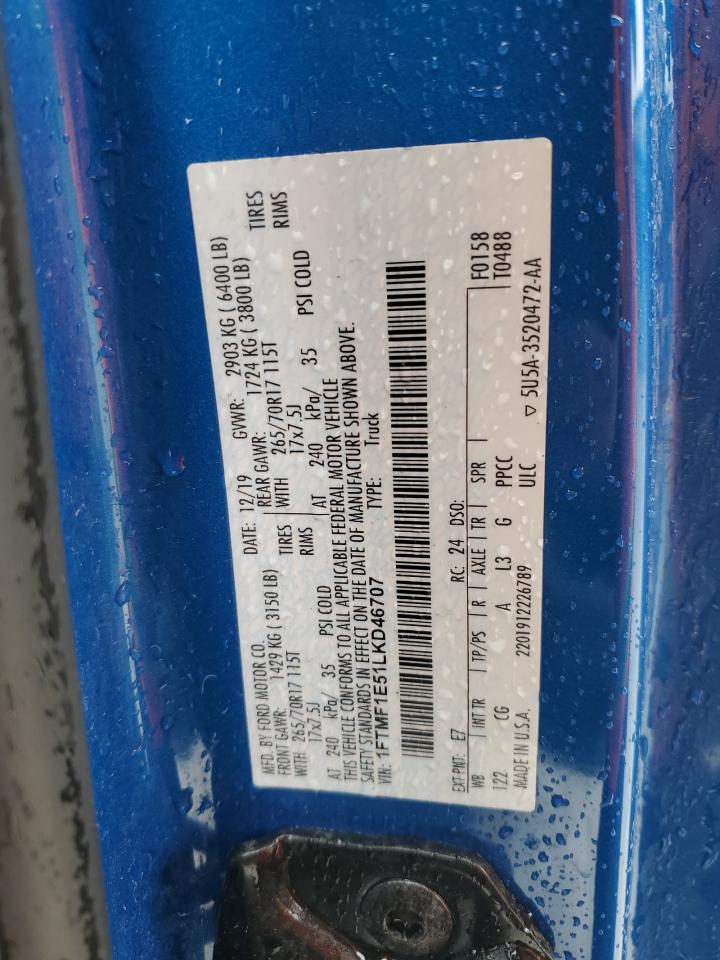 MFD. BY FORD MOTOR CO.
DATE: 12/19 GVWR: 2903 KG ( 6400 LB)
FRONT GAWR: 1429 KG ( 3150 LB) REAR GAWR: 1724 KG ( 3800 LB)
WITH 265/70R17 115T TIRES WITH 265/70R17 115T TIRES
17x7.5J RIMS 17x7.5J RIMS
AT 240 kPa/ 35 PSI COLD AT 240 kPa/ 35 PSI COLD
THIS VEHICLE CONFORMS TO ALL APPLICABLE FEDERAL MOTOR VEHICLE
SAFETY STANDARDS IN EFFECT ON THE DATE OF MANUFACTURE SHOWN ABOVE.
VIN: 1FTMF1E51LKD46707 TYPE: Truck
F0158
EXT PNT: E7 RC: 24 DSO: T0488
WB INT TR TP/PS R AXLE TR SPR
122 CG A L3 G PPCC
MADE IN U.S.A. 2201912226789 ULC ▽ 5U5A-3520472-AA